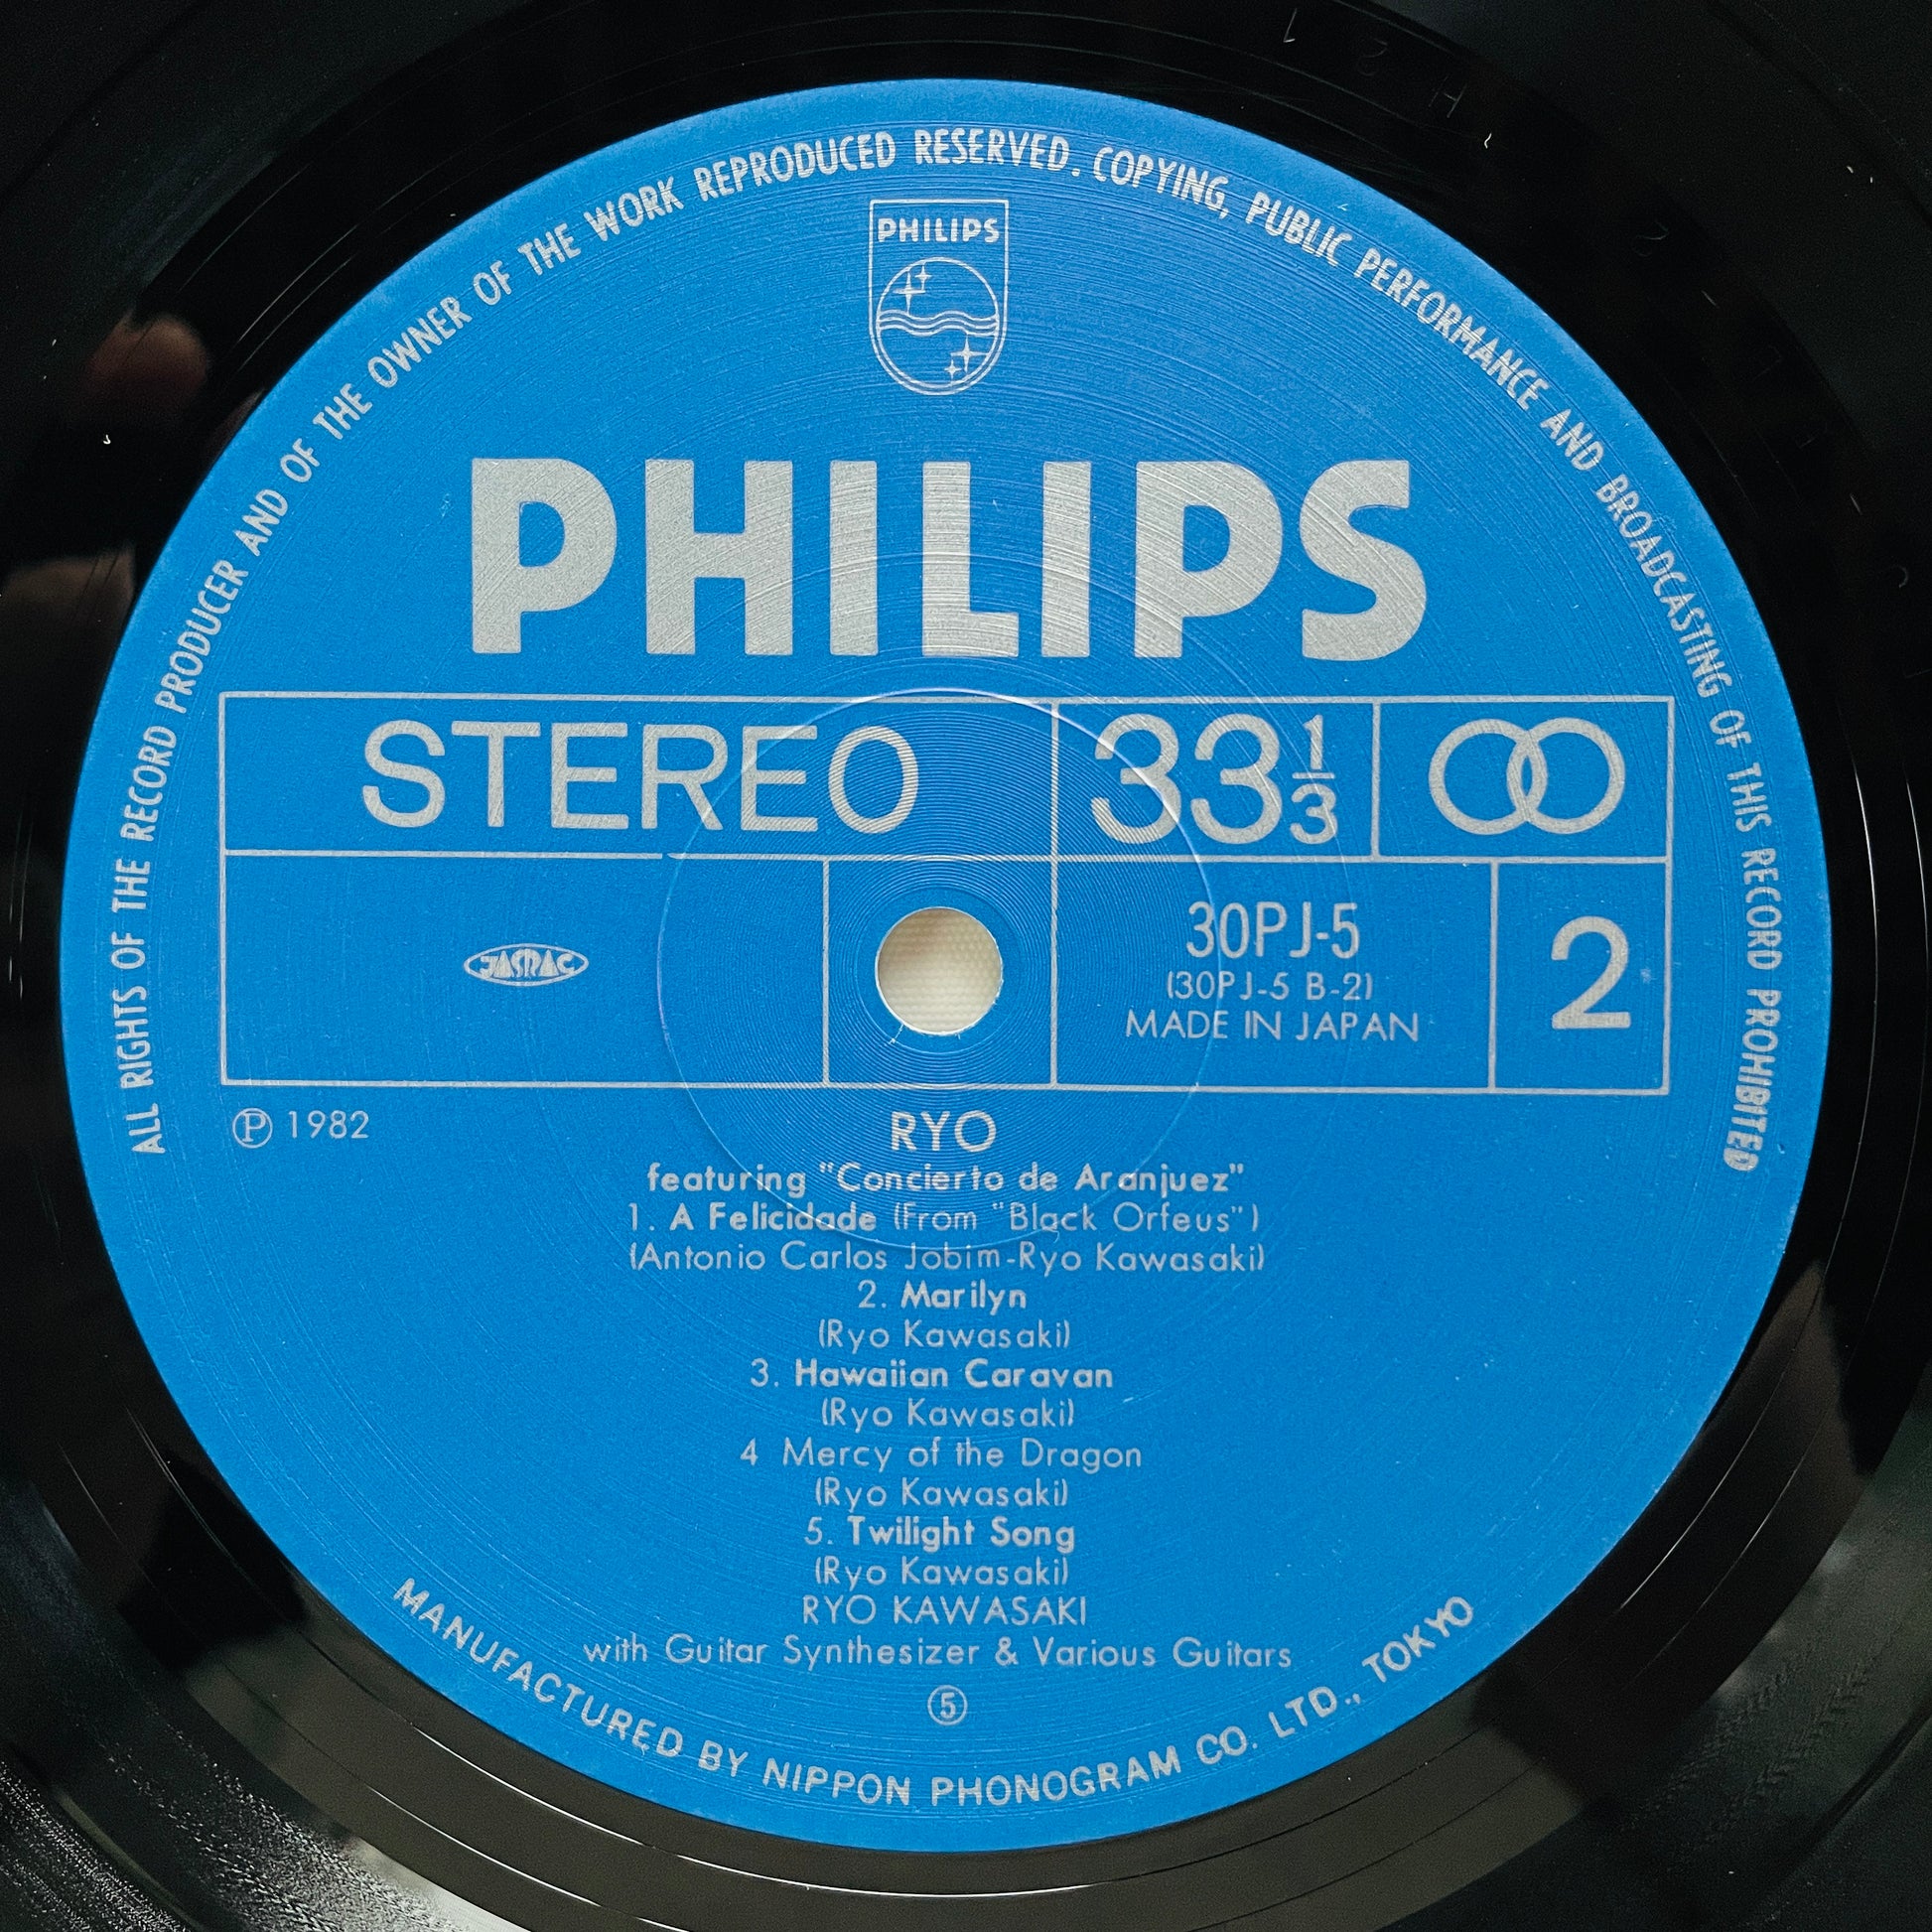 ALL RIGHTS OF THE RECORD PRODUCER AND OF THE OWNER OF THE WORK REPRODUCED RESERVED. COPYING, PUBLIC PERFORMANCE AND BROADCASTING OF THIS RECORD PROHIBITED
PHILIPS
PHILIPS
STEREO 33 1/3
JASRAC
30PJ-5
(30PJ-5 B-2)
MADE IN JAPAN
2
Ⓟ 1982
RYO
featuring "Concierto de Aranjuez"
1. A Felicidade (From "Black Orfeus")
(Antonio Carlos Jobim-Ryo Kawasaki)
2. Marilyn
(Ryo Kawasaki)
3. Hawaiian Caravan
(Ryo Kawasaki)
4 Mercy of the Dragon
(Ryo Kawasaki)
5. Twilight Song
(Ryo Kawasaki)
RYO KAWASAKI
with Guitar Synthesizer & Various Guitars
⑤
MANUFACTURED BY NIPPON PHONOGRAM CO. LTD., TOKYO